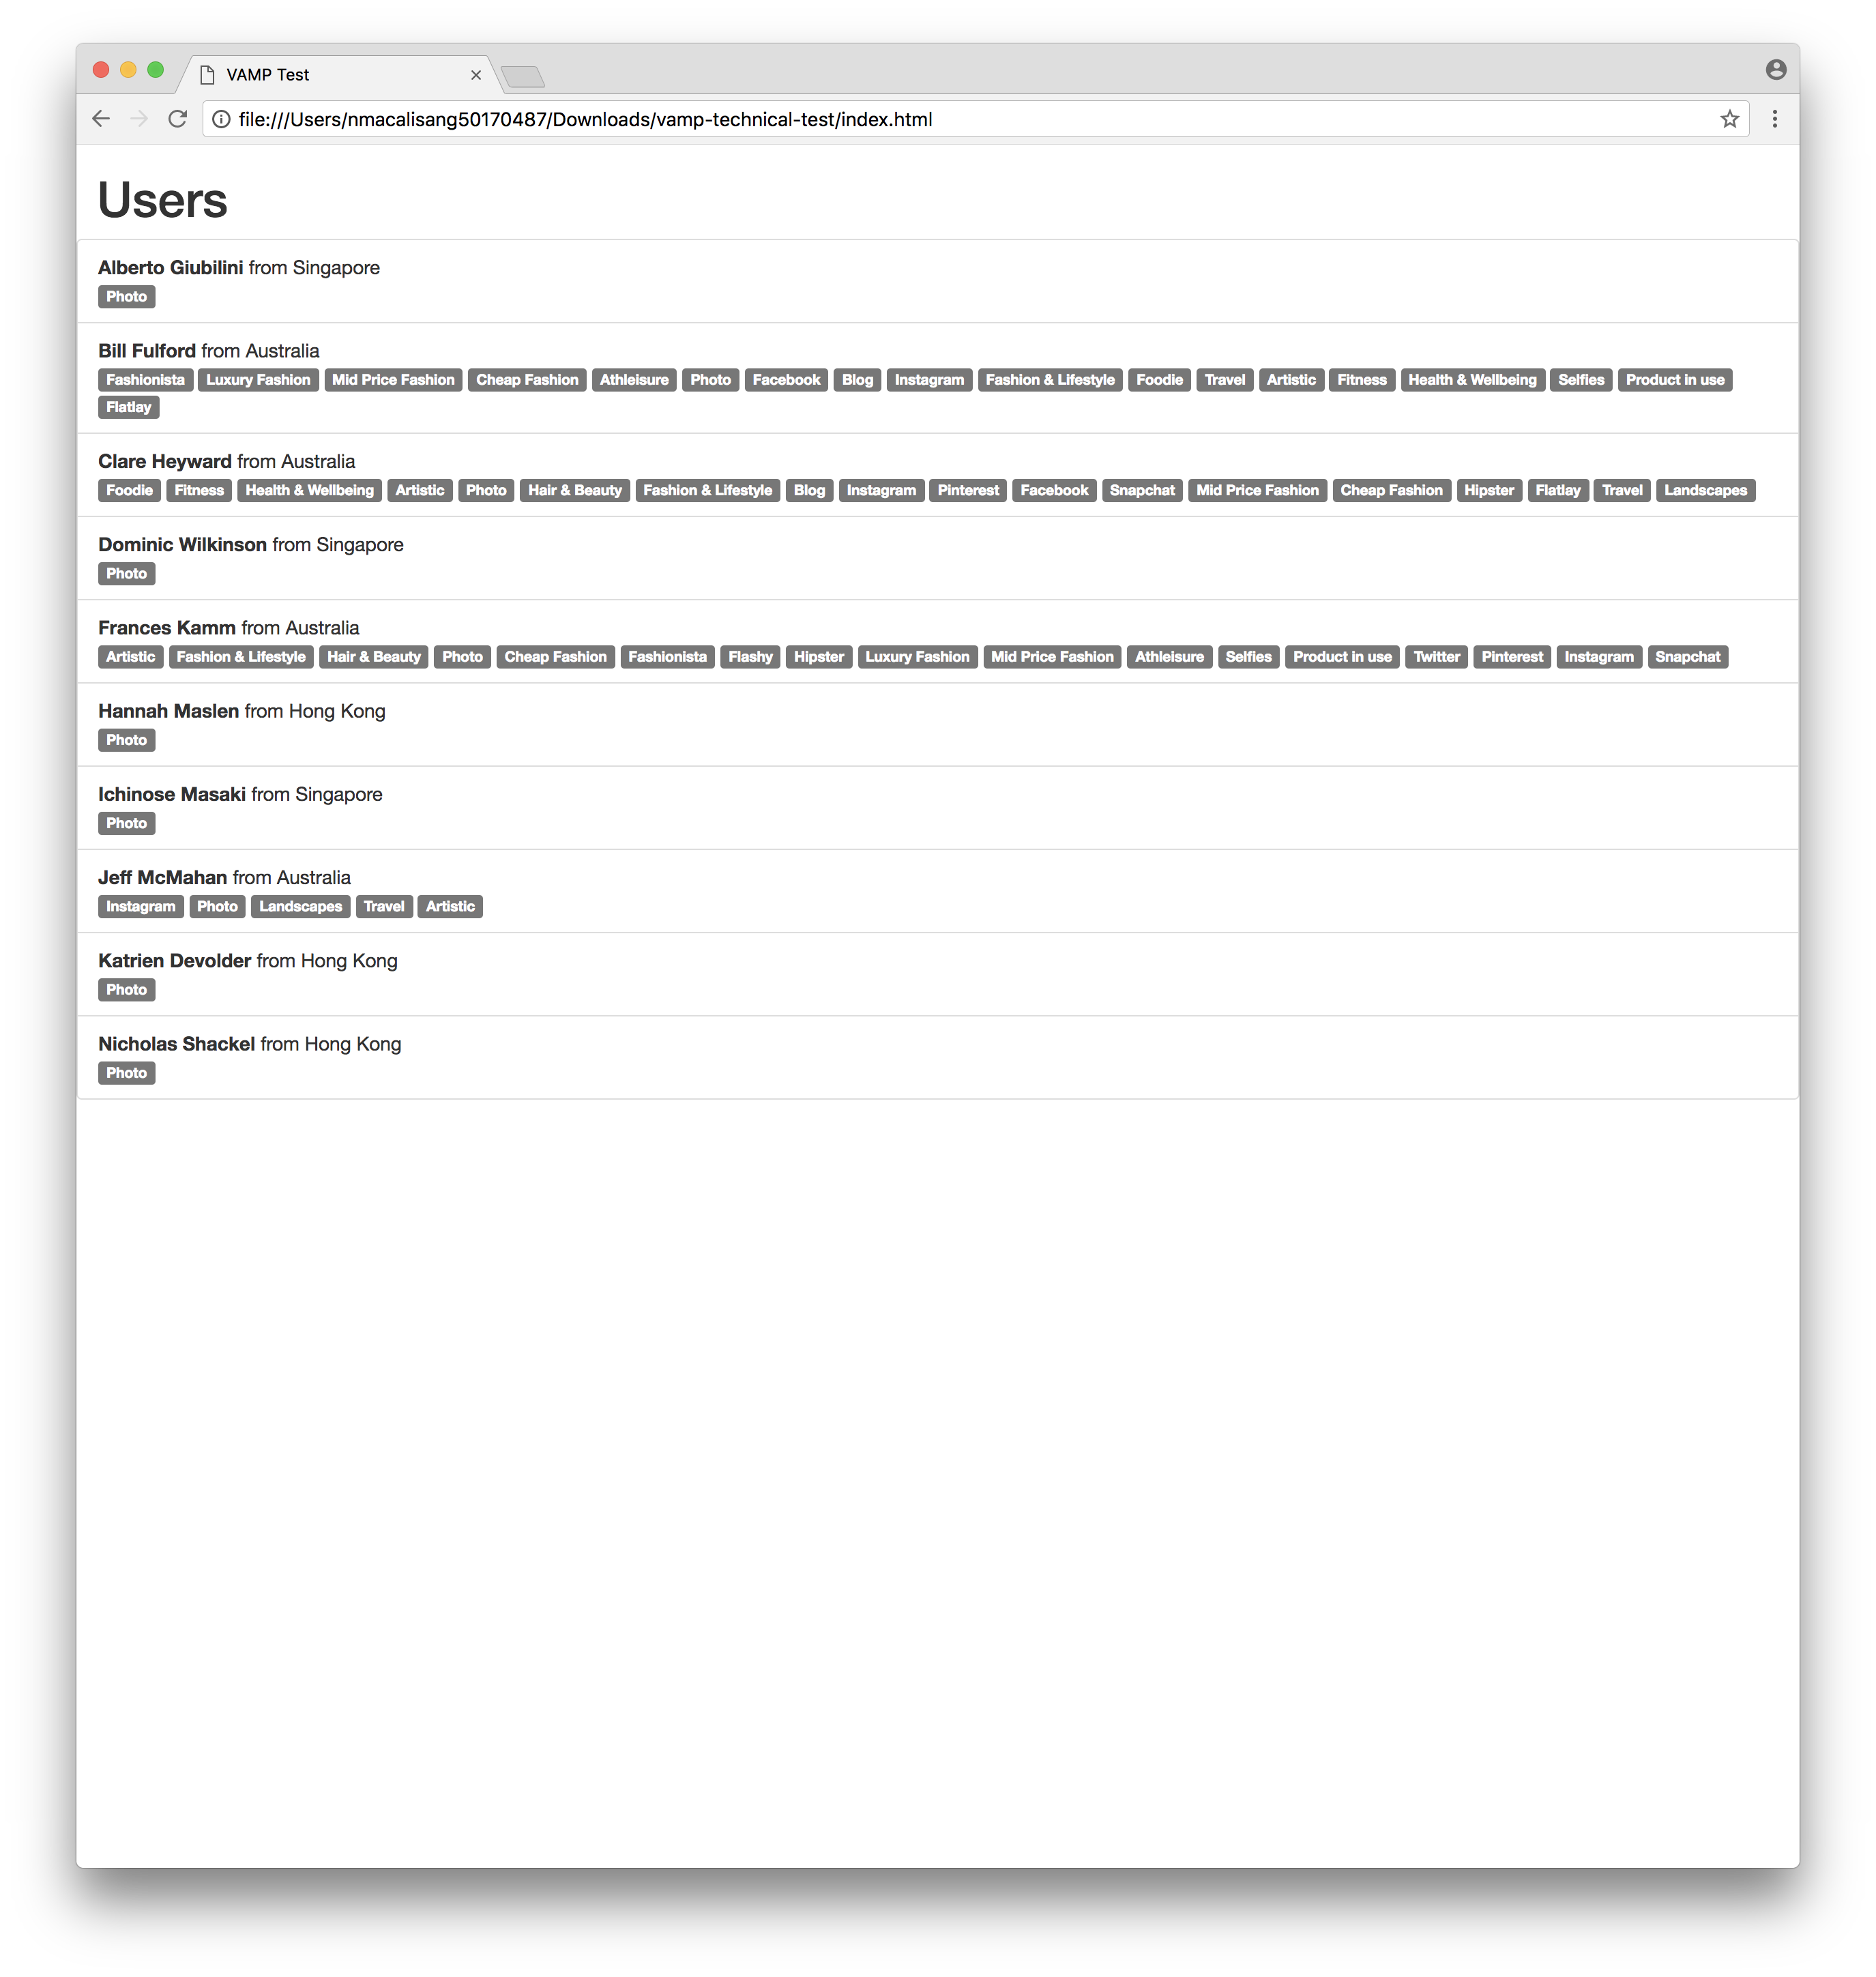 VAMP Test
file:///Users/nmacalisang50170487/Downloads/vamp-technical-test/index.html
Users
Alberto Giubilini from Singapore
Photo
Bill Fulford from Australia
Fashionista Luxury Fashion Mid Price Fashion Cheap Fashion Athleisure Photo Facebook Blog Instagram Fashion & Lifestyle Foodie Travel Artistic Fitness Health & Wellbeing Selfies Product in use
Flatlay
Clare Heyward from Australia
Foodie Fitness Health & Wellbeing Artistic Photo Hair & Beauty Fashion & Lifestyle Blog Instagram Pinterest Facebook Snapchat Mid Price Fashion Cheap Fashion Hipster Flatlay Travel Landscapes
Dominic Wilkinson from Singapore
Photo
Frances Kamm from Australia
Artistic Fashion & Lifestyle Hair & Beauty Photo Cheap Fashion Fashionista Flashy Hipster Luxury Fashion Mid Price Fashion Athleisure Selfies Product in use Twitter Pinterest Instagram Snapchat
Hannah Maslen from Hong Kong
Photo
Ichinose Masaki from Singapore
Photo
Jeff McMahan from Australia
Instagram Photo Landscapes Travel Artistic
Katrien Devolder from Hong Kong
Photo
Nicholas Shackel from Hong Kong
Photo